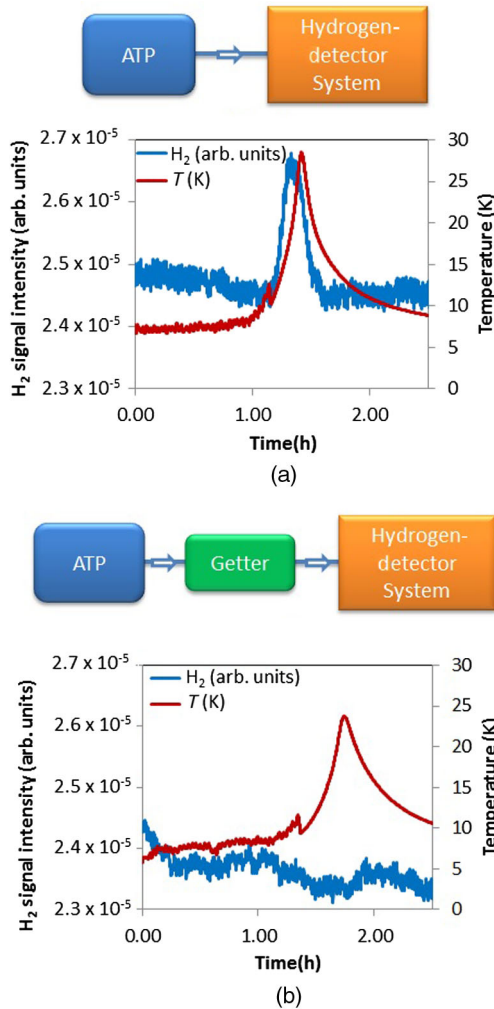 ATP
Hydrogen-
detector
System
H₂ signal intensity (arb. units)
2.7 x 10⁻⁵
2.6 x 10⁻⁵
2.5 x 10⁻⁵
2.4 x 10⁻⁵
2.3 x 10⁻⁵
H₂ (arb. units)
T (K)
30
25
20
15
10
5
0
Temperature (K)
0.00 1.00 2.00
Time(h)
(a)
ATP
Getter
Hydrogen-
detector
System
H₂ signal intensity (arb. units)
2.7 x 10⁻⁵
2.6 x 10⁻⁵
2.5 x 10⁻⁵
2.4 x 10⁻⁵
2.3 x 10⁻⁵
H₂ (arb. units)
T (K)
30
25
20
15
10
5
0
Temperature (K)
0.00 1.00 2.00
Time(h)
(b)